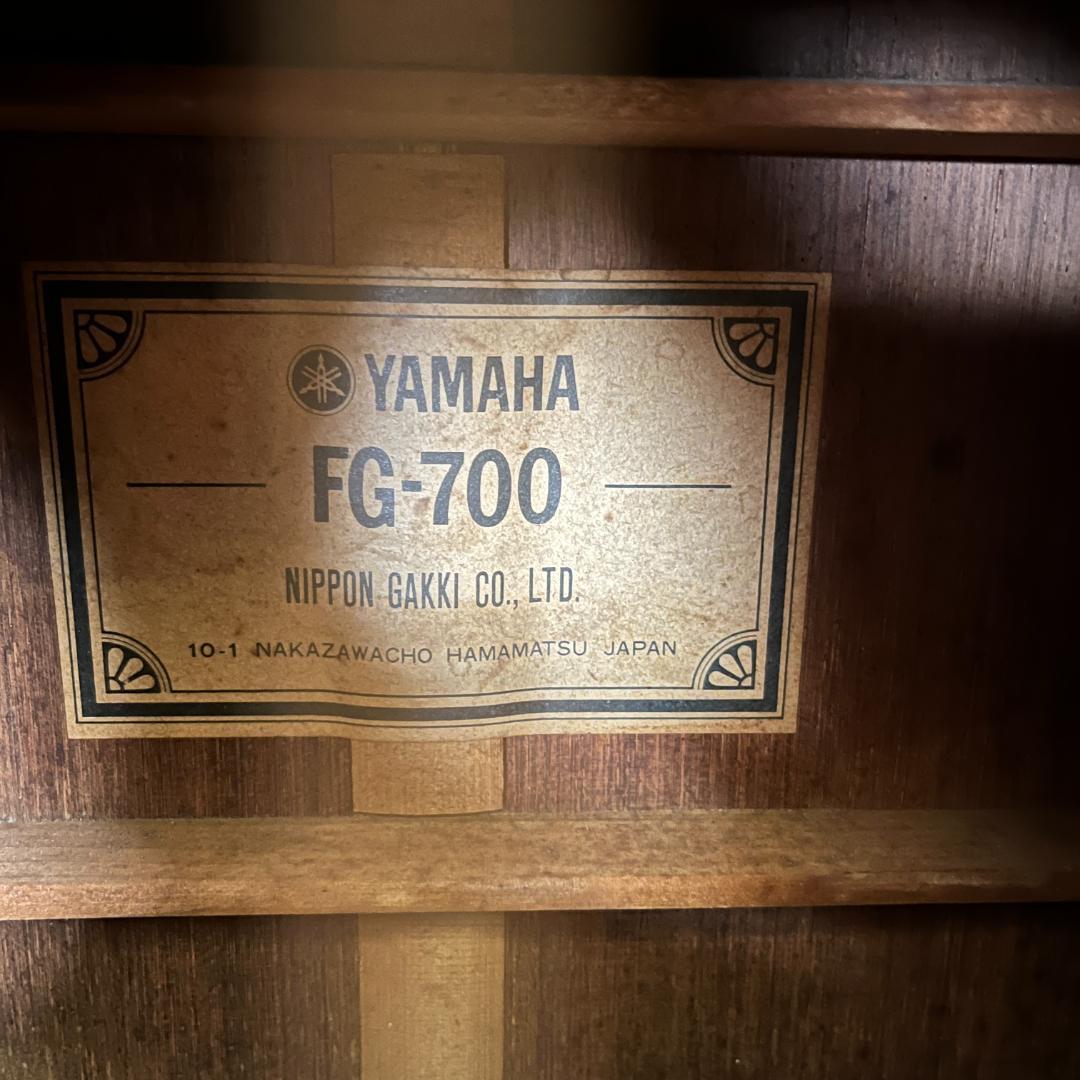 YAMAHA
FG-700
NIPPON GAKKI CO., LTD.
10-1 NAKAZAWACHO HAMAMATSU JAPAN